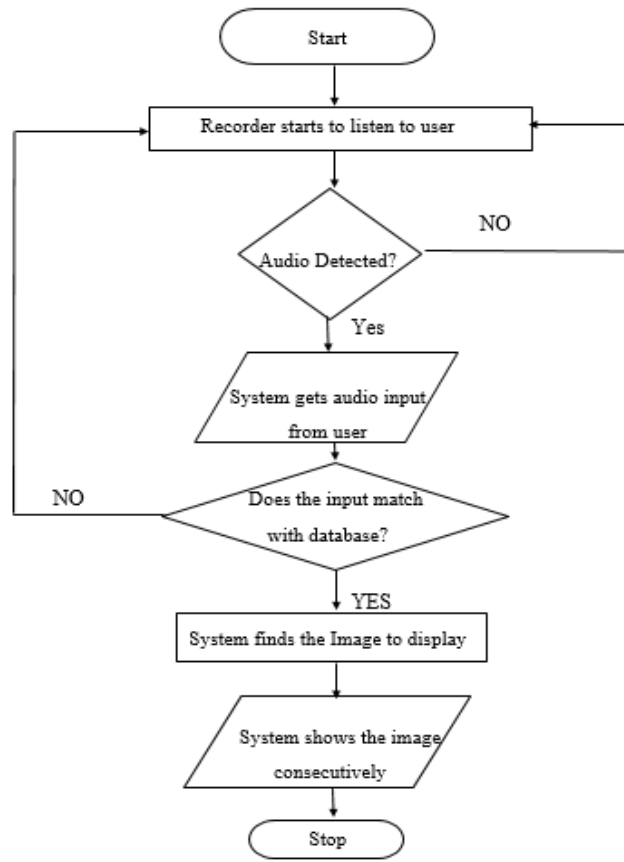 Start
Recorder starts to listen to user
NO
Audio Detected?
Yes
System gets audio input
from user
NO
Does the input match
with database?
YES
System finds the Image to display
System shows the image
consecutively
Stop